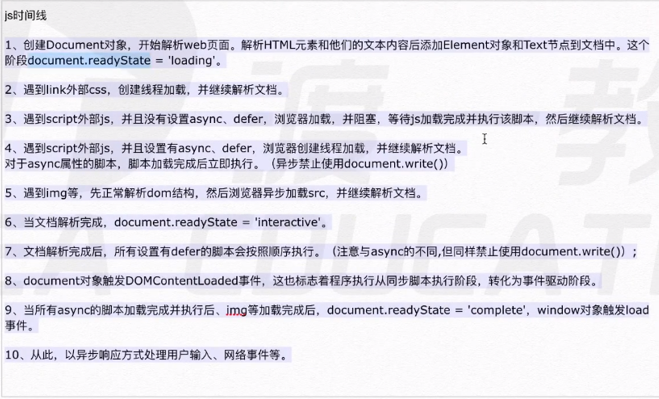 js时间线
1、创建Document对象，开始解析web页面。解析HTML元素和他们的文本内容后添加Element对象和Text节点到文档中。这个
阶段document.readyState = 'loading'。
2、遇到link外部css，创建线程加载，并继续解析文档。
3、遇到script外部js，并且没有设置async、defer，浏览器加载，并阻塞，等待js加载完成并执行该脚本，然后继续解析文档。
4、遇到script外部js，并且设置有async、defer，浏览器创建线程加载，并继续解析文档。
对于async属性的脚本，脚本加载完成后立即执行。（异步禁止使用document.write()）
5、遇到img等，先正常解析dom结构，然后浏览器异步加载src，并继续解析文档。
6、当文档解析完成，document.readyState = 'interactive'。
7、文档解析完成后，所有设置有defer的脚本会按照顺序执行。（注意与async的不同,但同样禁止使用document.write()）;
8、document对象触发DOMContentLoaded事件，这也标志着程序执行从同步脚本执行阶段，转化为事件驱动阶段。
9、当所有async的脚本加载完成并执行后、img等加载完成后，document.readyState = 'complete'，window对象触发load
事件。
10、从此，以异步响应方式处理用户输入、网络事件等。